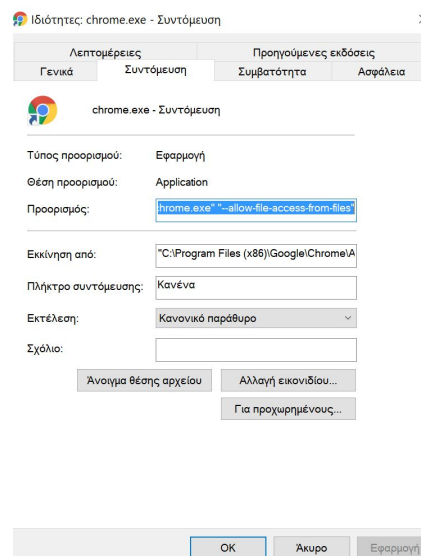 Ιδιότητες: chrome.exe - Συντόμευση
Λεπτομέρειες Προηγούμενες εκδόσεις
Γενικά Συντόμευση Συμβατότητα Ασφάλεια
chrome.exe - Συντόμευση
Τύπος προορισμού: Εφαρμογή
Θέση προορισμού: Application
Προορισμός: chrome.exe" "--allow-file-access-from-files"
Εκκίνηση από: "C:\Program Files (x86)\Google\Chrome\A
Πλήκτρο συντόμευσης: Κανένα
Εκτέλεση: Κανονικό παράθυρο
Σχόλιο:
Άνοιγμα θέσης αρχείου Αλλαγή εικονιδίου...
Για προχωρημένους...
OK Άκυρο Εφαρμογή